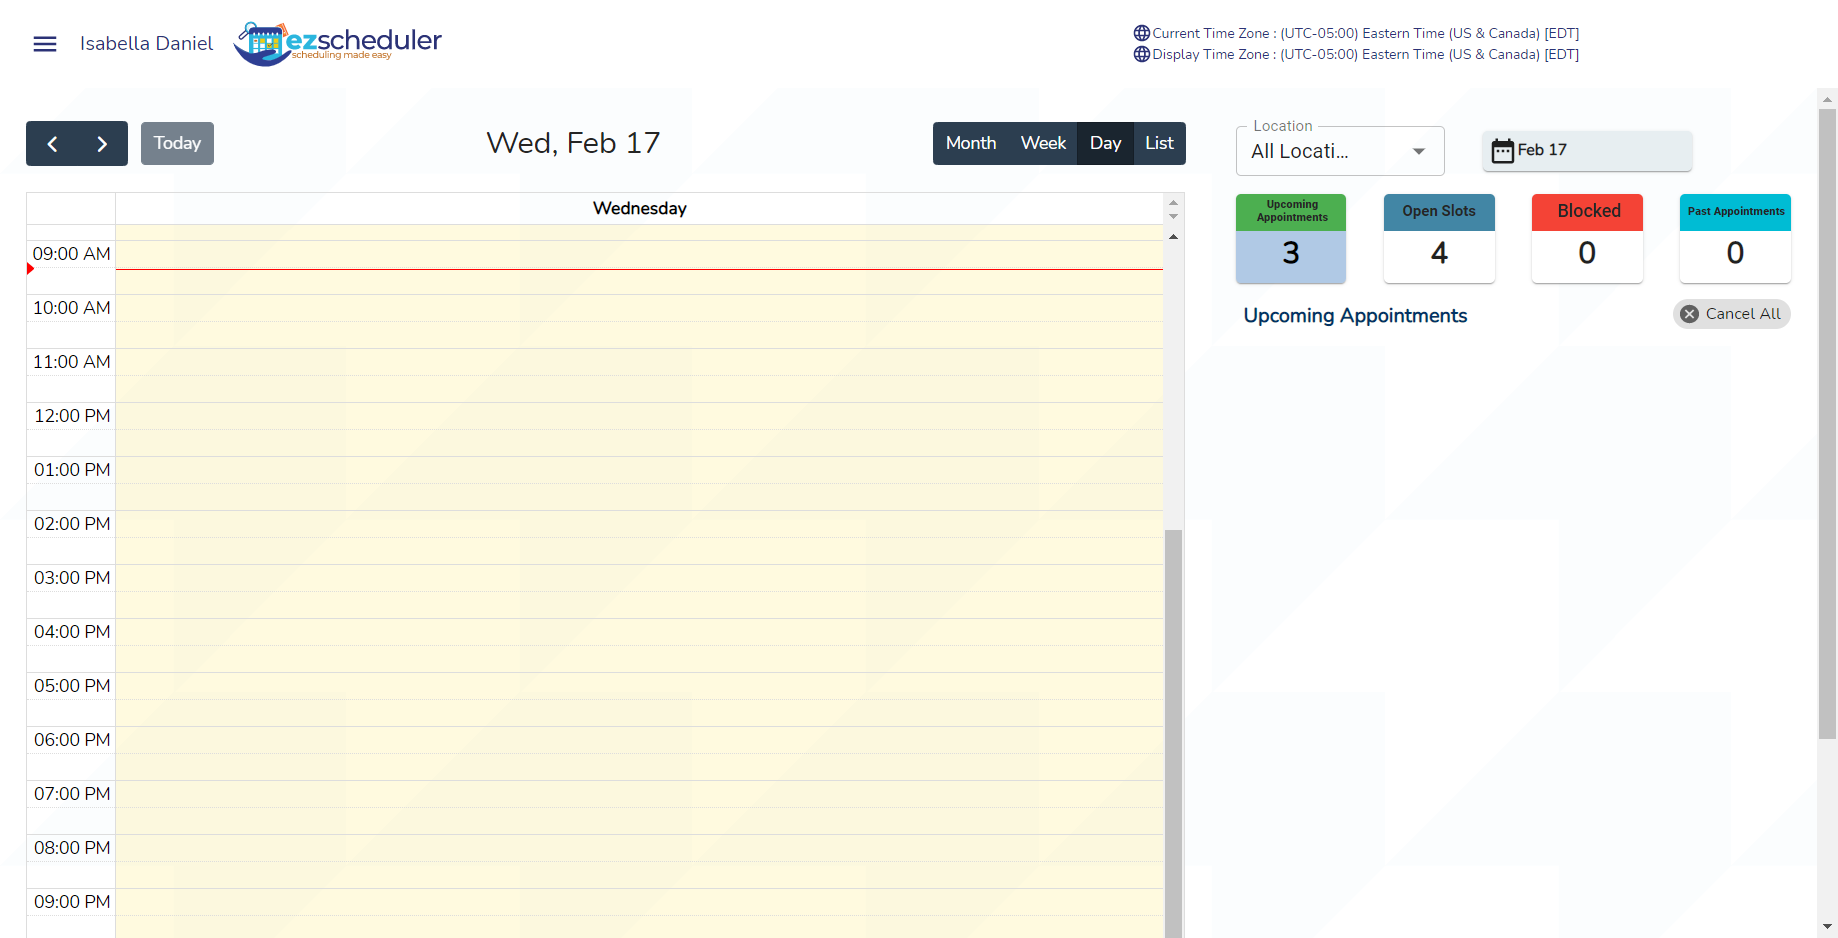 Isabella Daniel
ezscheduler
scheduling made easy
Current Time Zone : (UTC-05:00) Eastern Time (US & Canada) [EDT]
Display Time Zone : (UTC-05:00) Eastern Time (US & Canada) [EDT]
Today
Wed, Feb 17
Month Week Day List
Location
All Locati...
Feb 17
Wednesday
Upcoming Appointments
3
Open Slots
4
Blocked
0
Past Appointments
0
Upcoming Appointments
Cancel All
09:00 AM
10:00 AM
11:00 AM
12:00 PM
01:00 PM
02:00 PM
03:00 PM
04:00 PM
05:00 PM
06:00 PM
07:00 PM
08:00 PM
09:00 PM